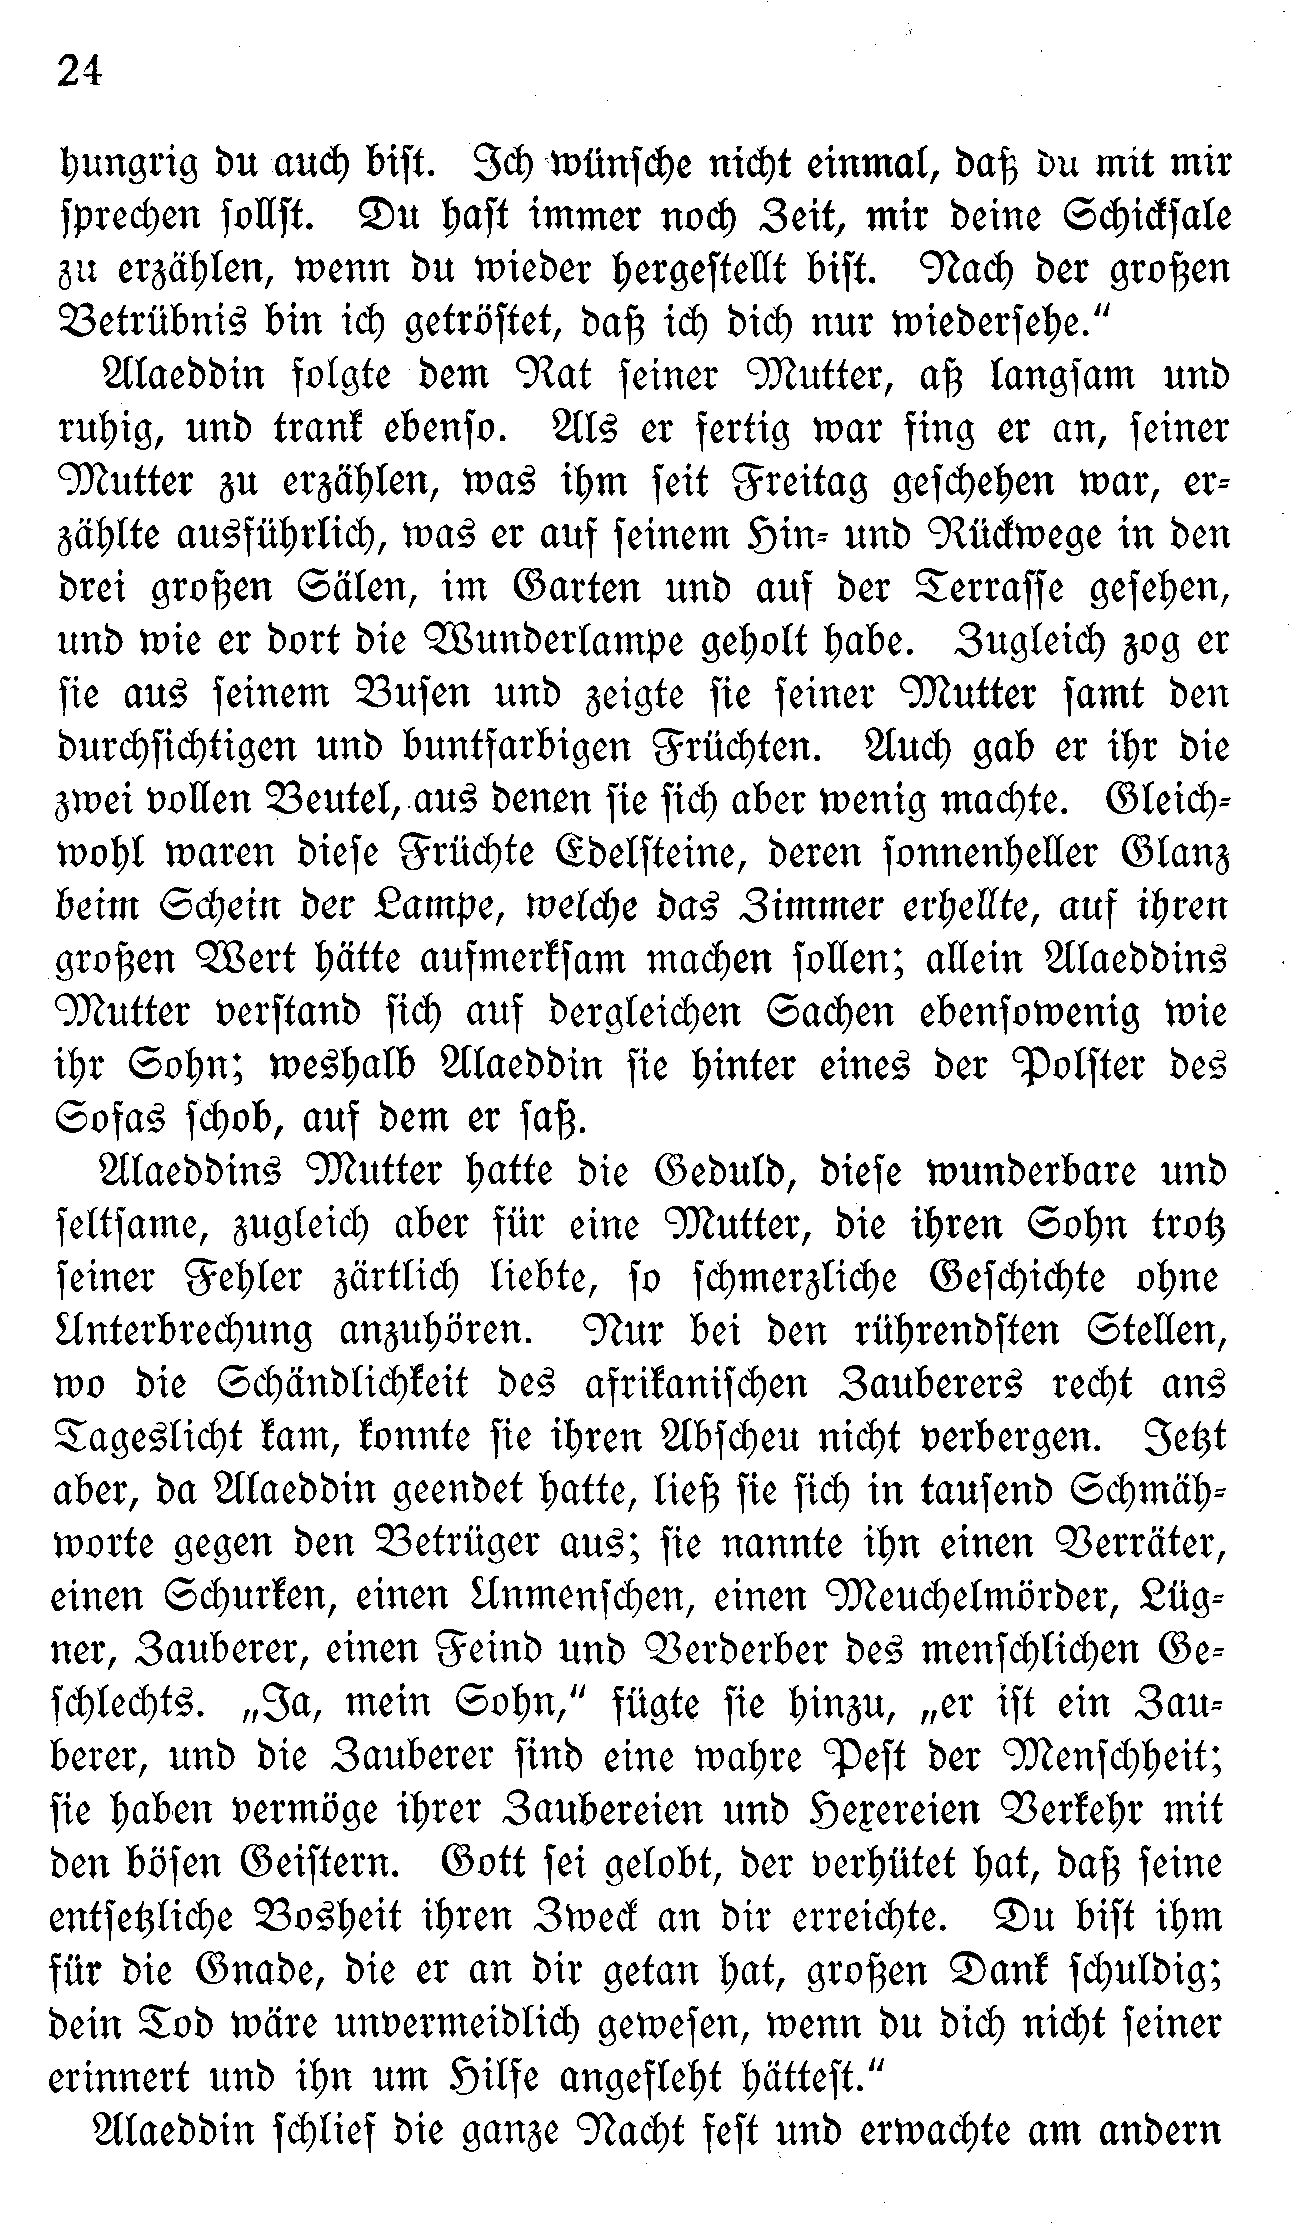 24
hungrig du auch bist. Ich wünsche nicht einmal, daß du mit mir
sprechen sollst. Du hast immer noch Zeit, mir deine Schicksale
zu erzählen, wenn du wieder hergestellt bist. Nach der großen
Betrübnis bin ich getröstet, daß ich dich nur wiedersehe.“
Alaeddin folgte dem Rat seiner Mutter, aß langsam und
ruhig, und trank ebenso. Als er fertig war fing er an, seiner
Mutter zu erzählen, was ihm seit Freitag geschehen war, er-
zählte ausführlich, was er auf seinem Hin- und Rückwege in den
drei großen Sälen, im Garten und auf der Terrasse gesehen,
und wie er dort die Wunderlampe geholt habe. Zugleich zog er
sie aus seinem Busen und zeigte sie seiner Mutter samt den
durchsichtigen und buntfarbigen Früchten. Auch gab er ihr die
zwei vollen Beutel, aus denen sie sich aber wenig machte. Gleich-
wohl waren diese Früchte Edelsteine, deren sonnenheller Glanz
beim Schein der Lampe, welche das Zimmer erhellte, auf ihren
großen Wert hätte aufmerksam machen sollen; allein Alaeddins
Mutter verstand sich auf dergleichen Sachen ebensowenig wie
ihr Sohn; weshalb Alaeddin sie hinter eines der Polster des
Sofas schob, auf dem er saß.
Alaeddins Mutter hatte die Geduld, diese wunderbare und
seltsame, zugleich aber für eine Mutter, die ihren Sohn trotz
seiner Fehler zärtlich liebte, so schmerzliche Geschichte ohne
Unterbrechung anzuhören. Nur bei den rührendsten Stellen,
wo die Schändlichkeit des afrikanischen Zauberers recht ans
Tageslicht kam, konnte sie ihren Abscheu nicht verbergen. Jetzt
aber, da Alaeddin geendet hatte, ließ sie sich in tausend Schmäh-
worte gegen den Betrüger aus; sie nannte ihn einen Verräter,
einen Schurken, einen Unmenschen, einen Meuchelmörder, Lüg-
ner, Zauberer, einen Feind und Verderber des menschlichen Ge-
schlechts. „Ja, mein Sohn,“ fügte sie hinzu, „er ist ein Zau-
berer, und die Zauberer sind eine wahre Pest der Menschheit;
sie haben vermöge ihrer Zaubereien und Hexereien Verkehr mit
den bösen Geistern. Gott sei gelobt, der verhütet hat, daß seine
entsetzliche Bosheit ihren Zweck an dir erreichte. Du bist ihm
für die Gnade, die er an dir getan hat, großen Dank schuldig;
dein Tod wäre unvermeidlich gewesen, wenn du dich nicht seiner
erinnert und ihn um Hilfe angefleht hättest.“
Alaeddin schlief die ganze Nacht fest und erwachte am andern